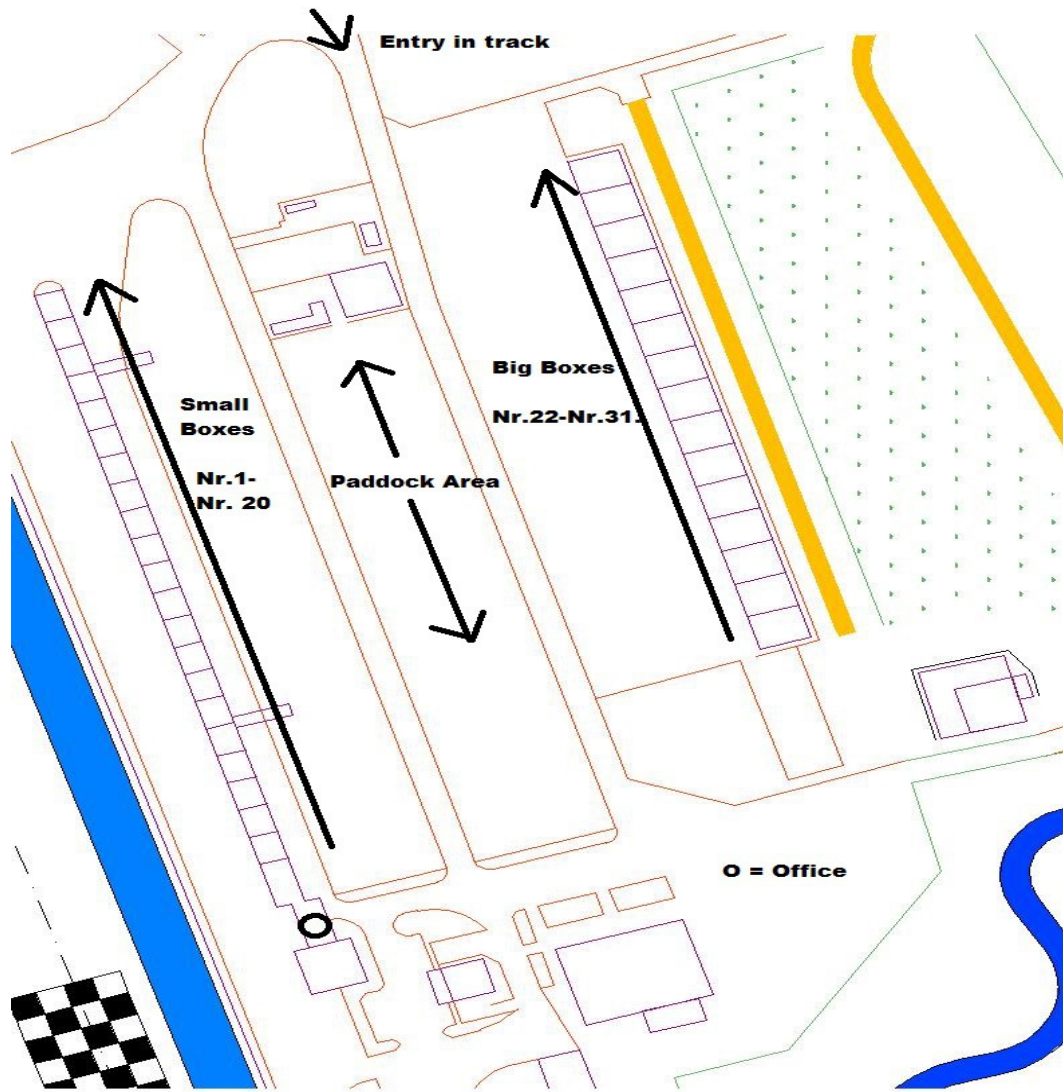 Entry in track
Big Boxes
Nr.22-Nr.31.
Small
Boxes
Nr.1-
Nr. 20
Paddock Area
O = Office